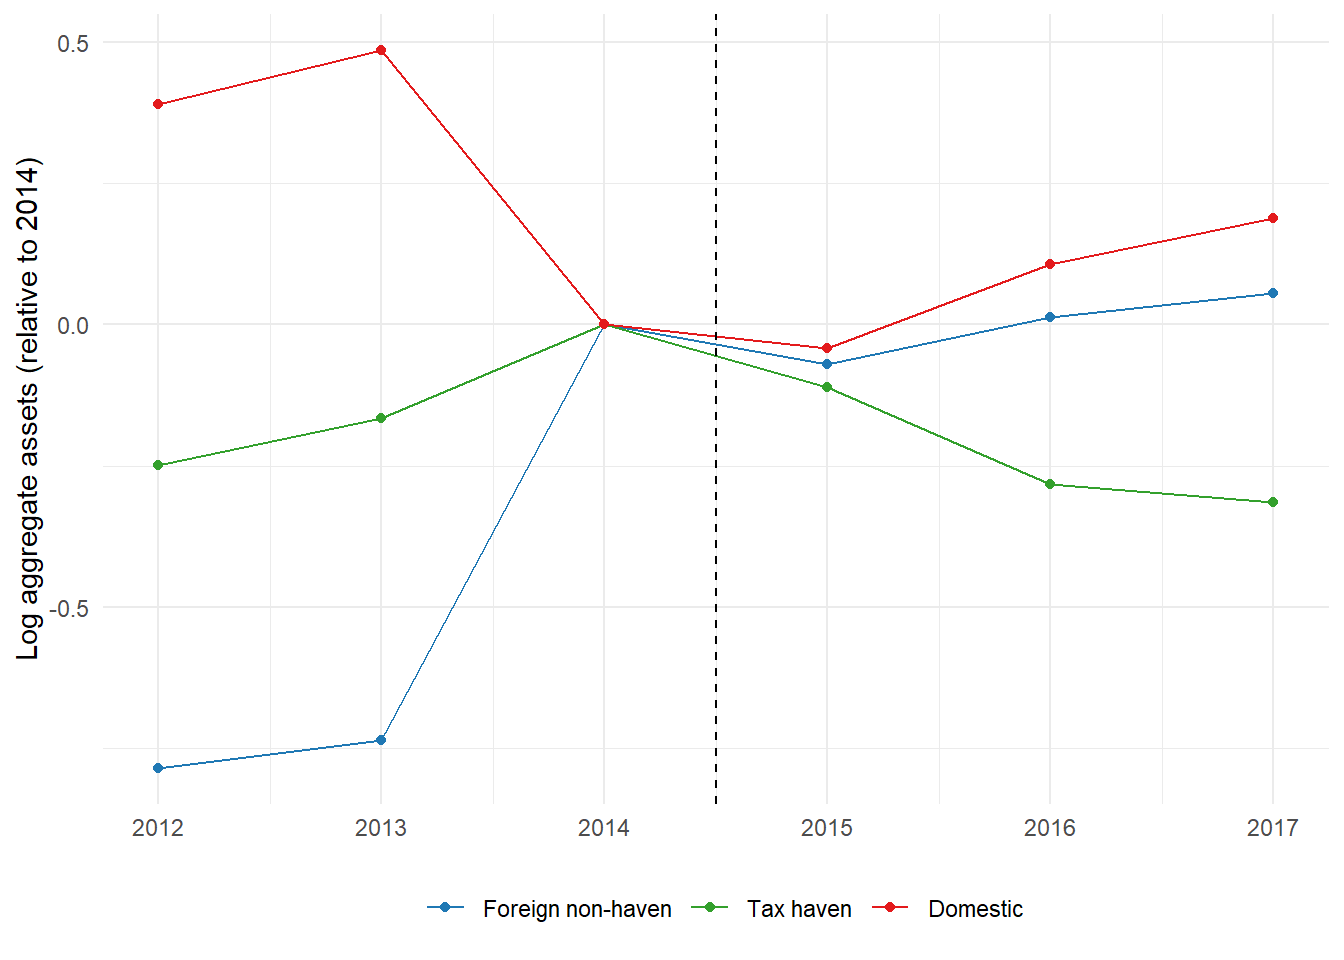 Log aggregate assets (relative to 2014)
0.5
0.0
-0.5
2012 2013 2014 2015 2016 2017
Foreign non-haven Tax haven Domestic